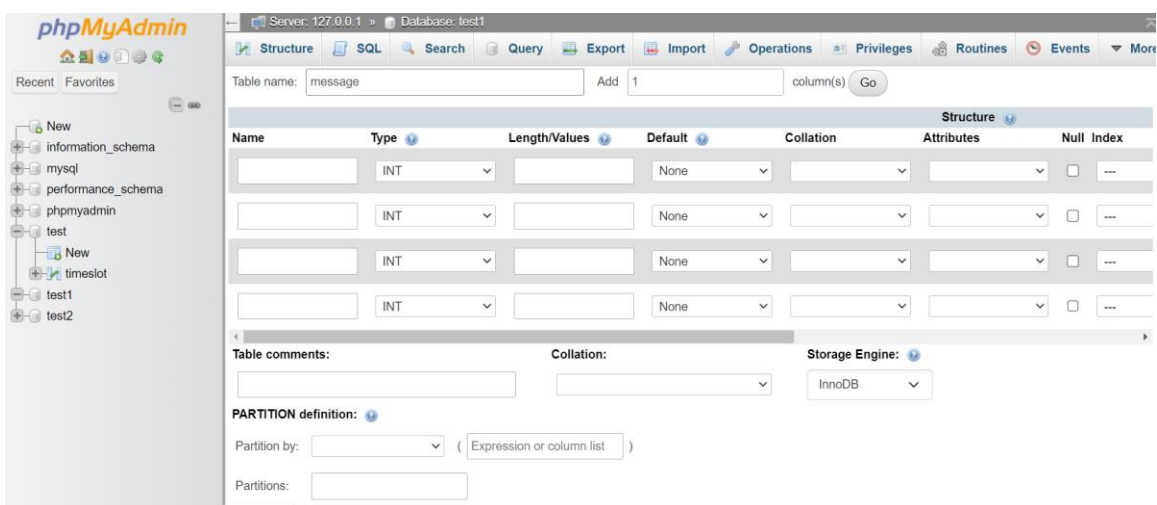 phpMyAdmin
Recent Favorites
New
information_schema
mysql
performance_schema
phpmyadmin
test
New
timeslot
test1
test2
Server: 127.0.0.1 » Database: test1
Structure SQL Search Query Export Import Operations Privileges Routines Events More
Table name: message Add 1 column(s) Go
Structure
Name Type Length/Values Default Collation Attributes Null Index
INT None ---
INT None ---
INT None ---
INT None ---
Table comments: Collation: Storage Engine:
InnoDB
PARTITION definition:
Partition by: ( Expression or column list )
Partitions: